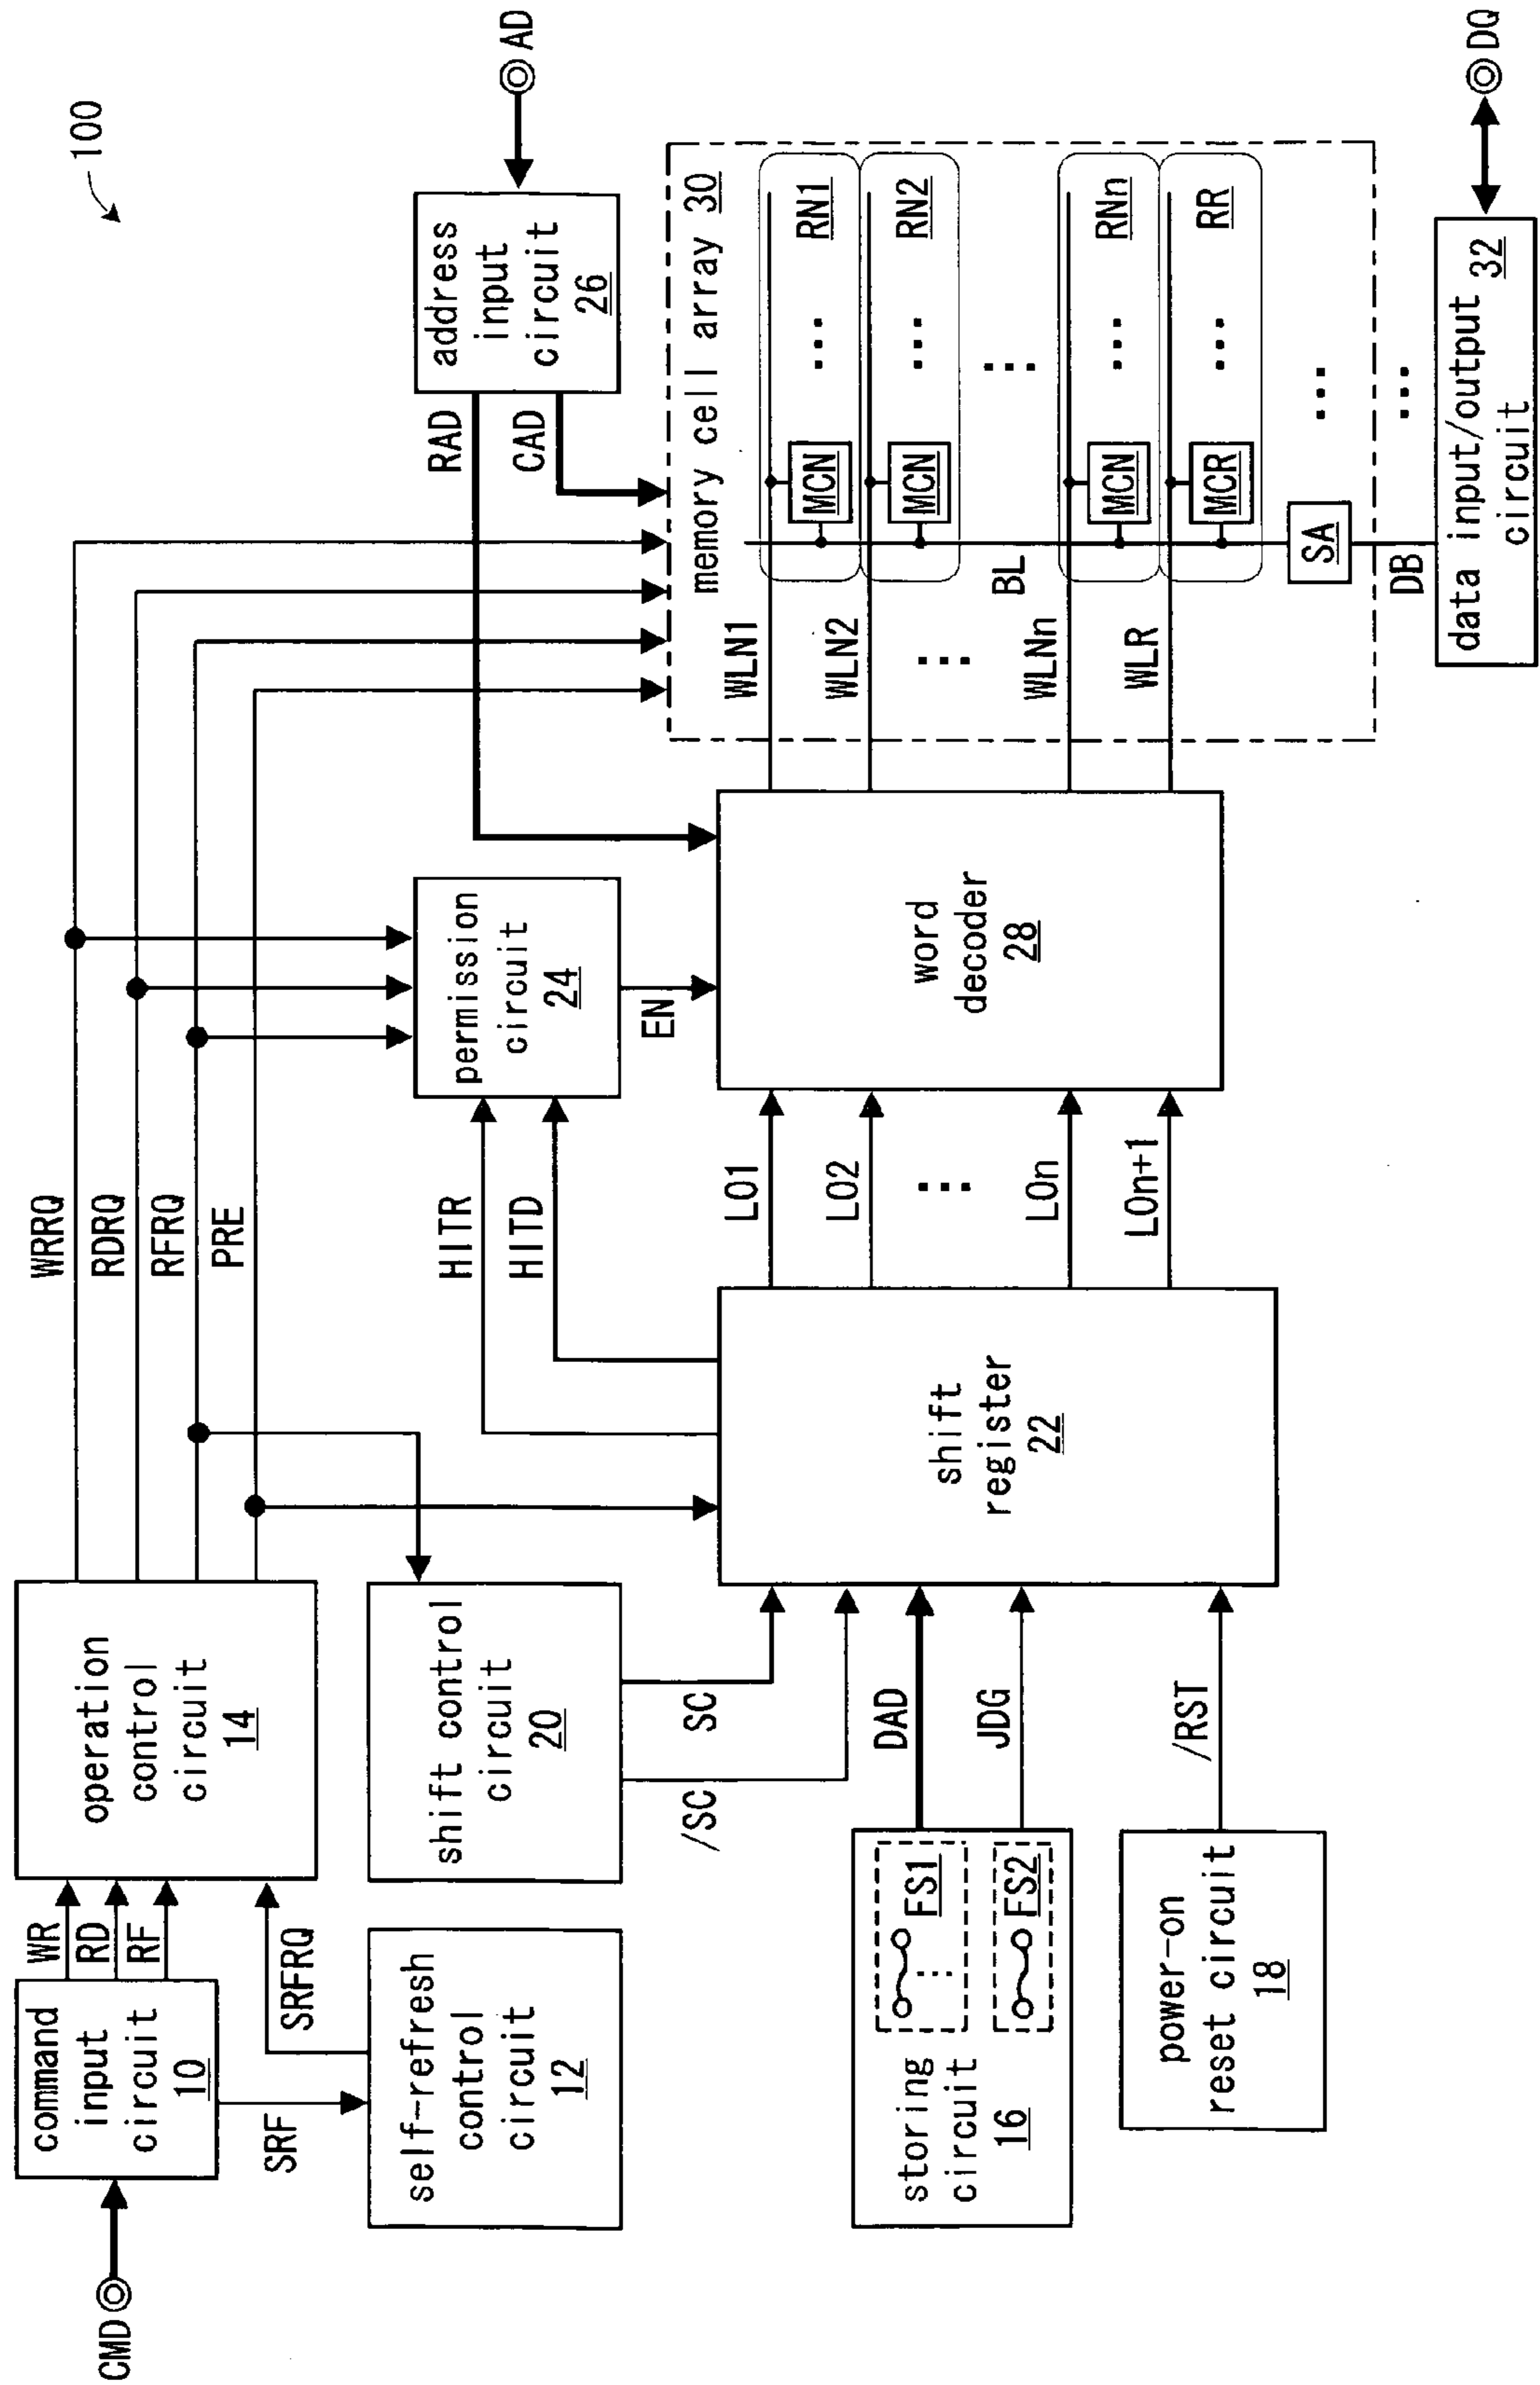 100
CMD
command
input
circuit
10
WR
RD
RF
SRF
SRFRQ
self-refresh
control
circuit
12
operation
control
circuit
14
WRRQ
RDRQ
RFRQ
PRE
shift control
circuit
20
/SC
SC
storing
circuit
16
FS1
FS2
DAD
JDG
power-on
reset circuit
18
/RST
shift
register
22
HITR
HITD
LO1
LO2
LOn
LOn+1
permission
circuit
24
EN
word
decoder
28
address
input
circuit
26
AD
RAD
CAD
memory cell array 30
WLN1
WLN2
WLNn
WLR
BL
MCN
RN1
MCN
RN2
MCN
RNn
MCR
RR
SA
DB
data input/output
circuit
32
DQ